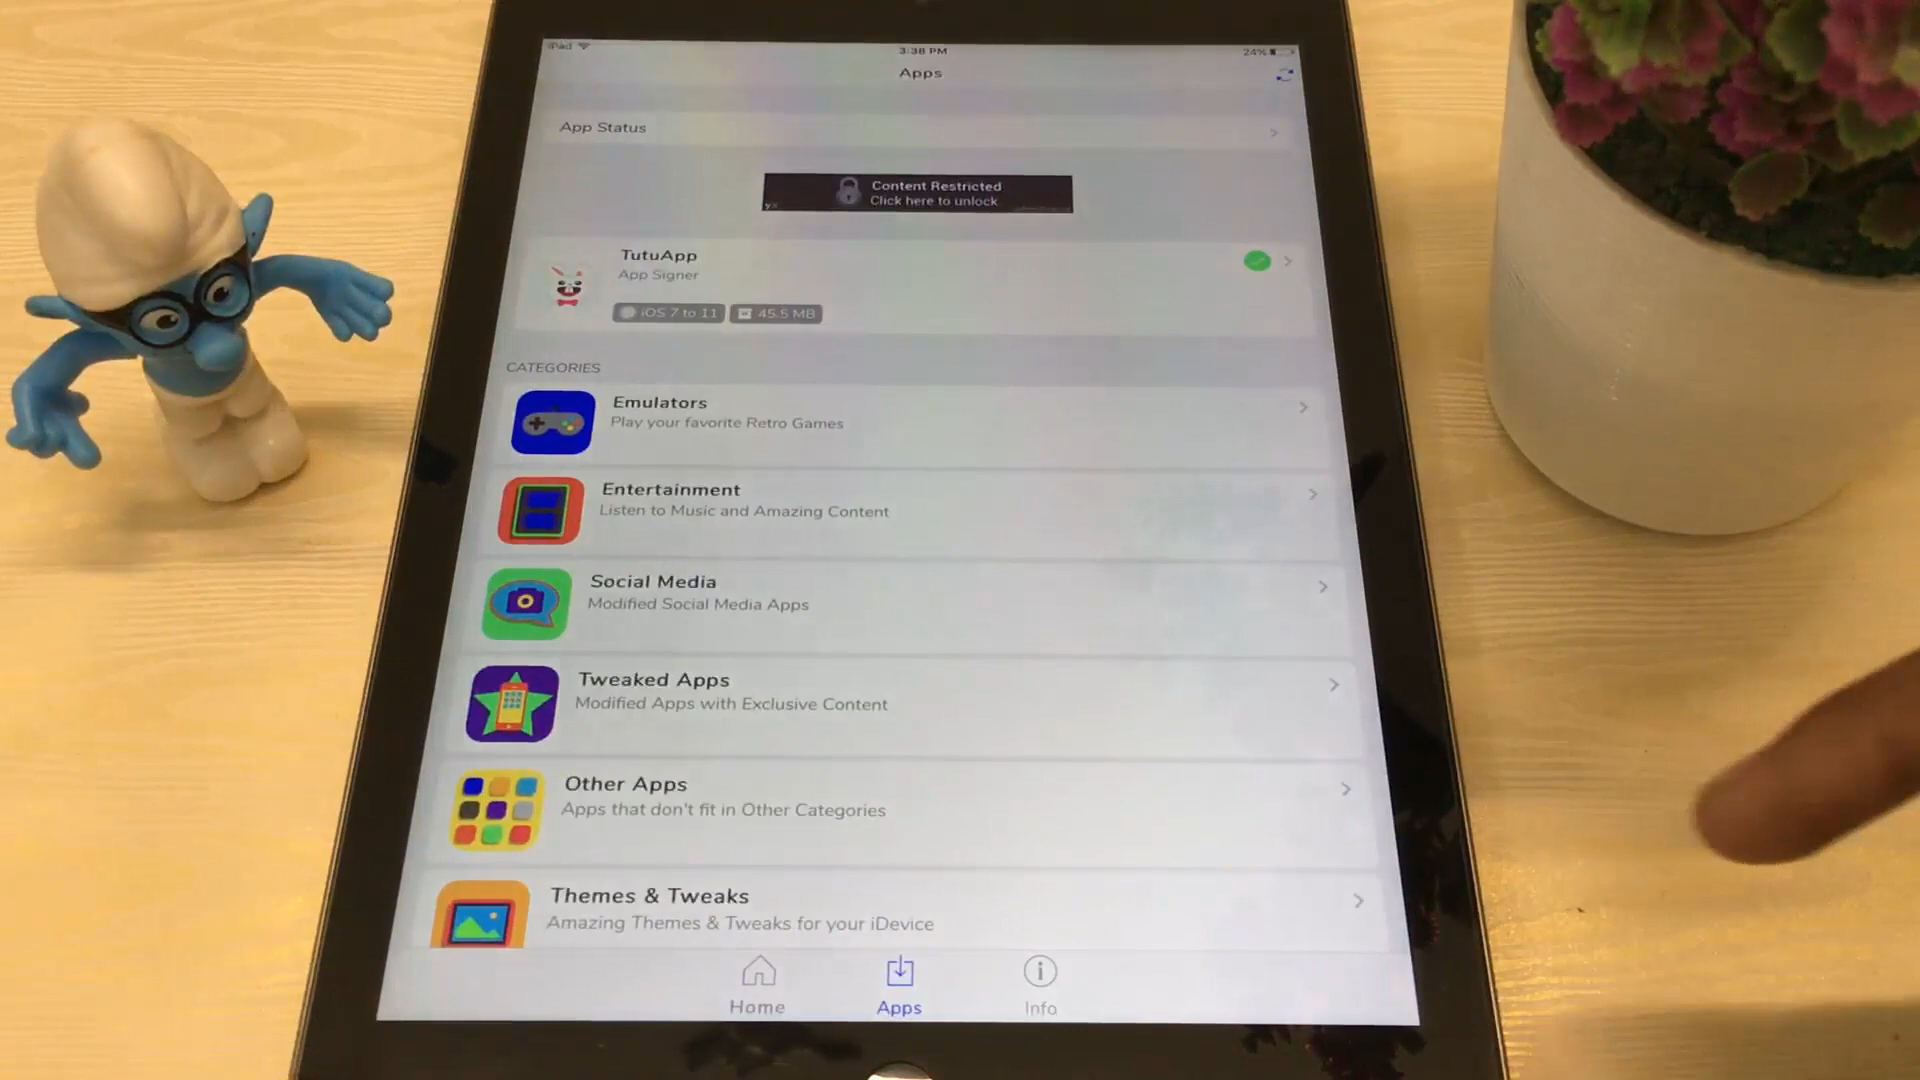 iPad
3:38 PM
24%
Apps
App Status
Content Restricted
Click here to unlock
TutuApp
App Signer
iOS 7 to 11
45.5 MB
CATEGORIES
Emulators
Play your favorite Retro Games
Entertainment
Listen to Music and Amazing Content
Social Media
Modified Social Media Apps
Tweaked Apps
Modified Apps with Exclusive Content
Other Apps
Apps that don't fit in Other Categories
Themes & Tweaks
Amazing Themes & Tweaks for your iDevice
Home
Apps
Info